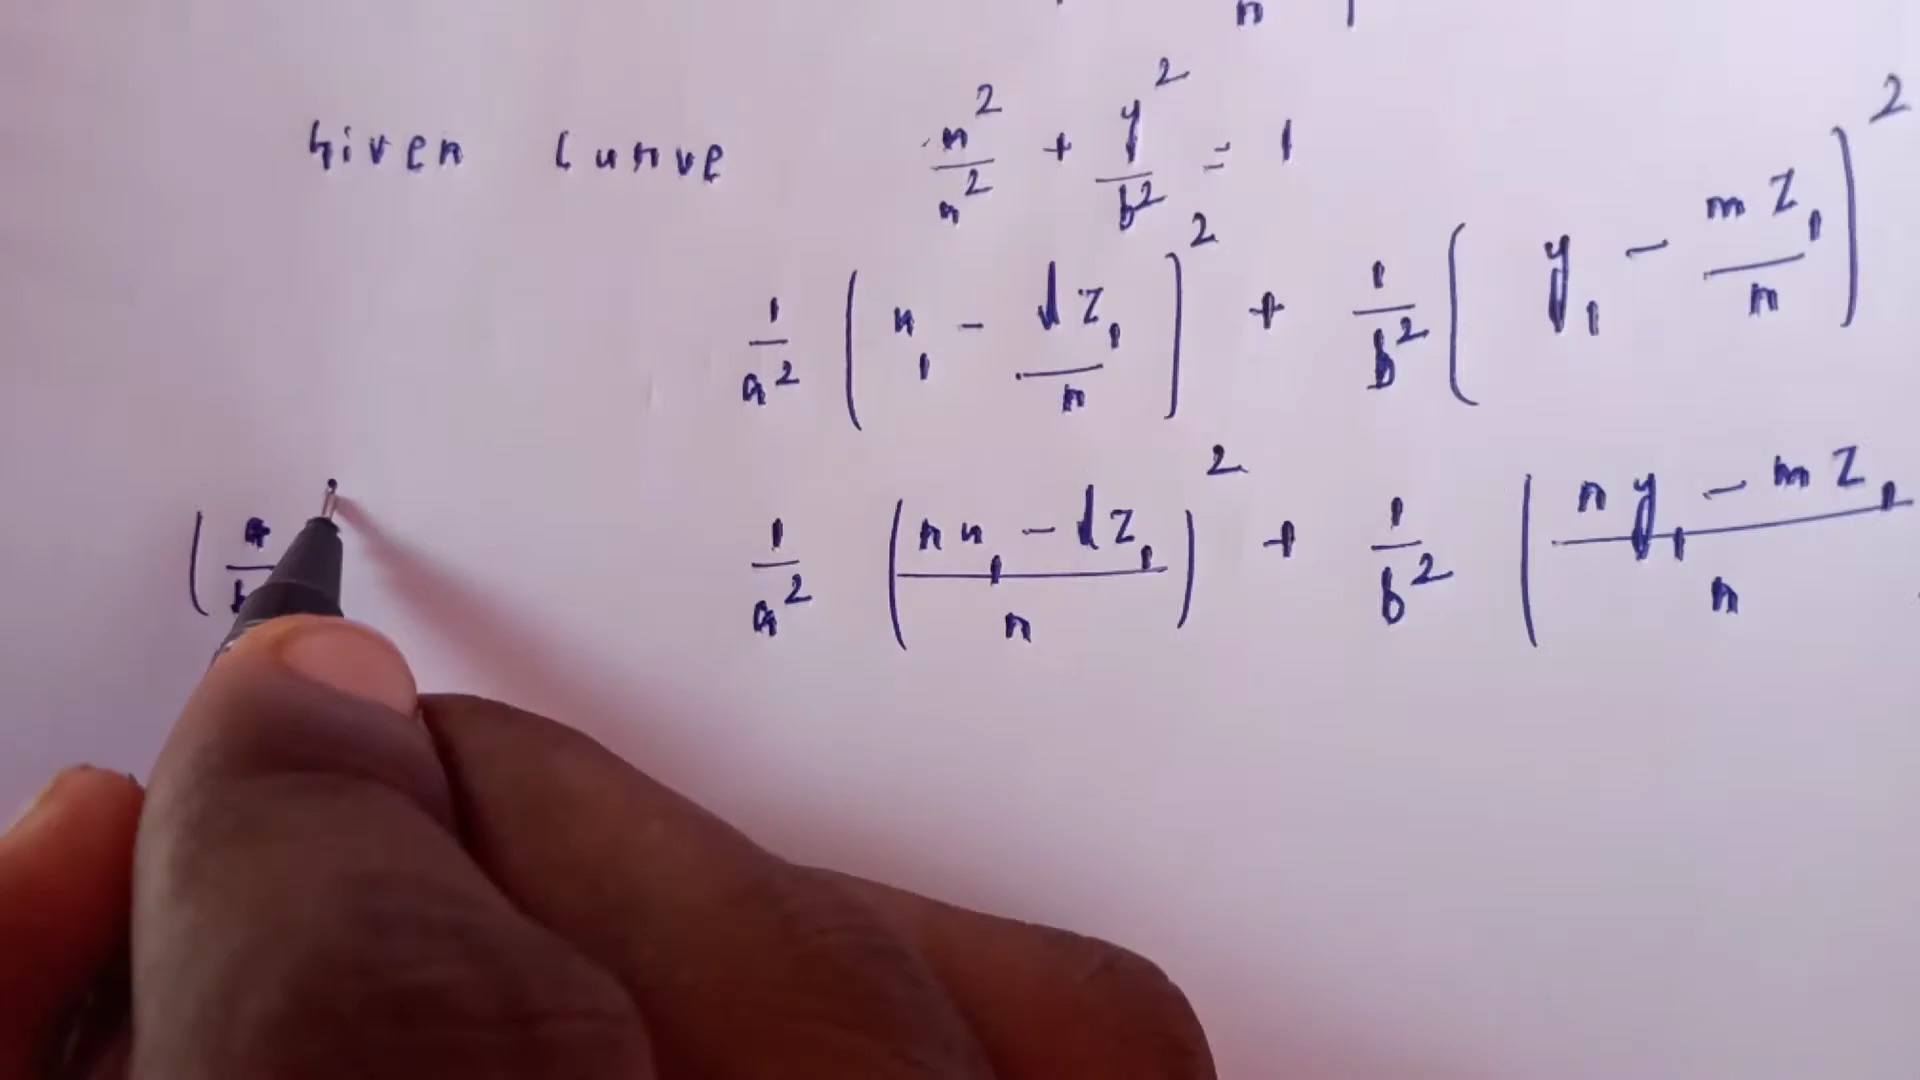 n
Given Curve x²/a² + y²/b² = 1
1/a² (x₁ - lz₁/n)² + 1/b² (y₁ - mz₁/n)²
(a/b 1/a² (nx₁ - lz₁/n)² + 1/b² (ny₁ - mz₁/n